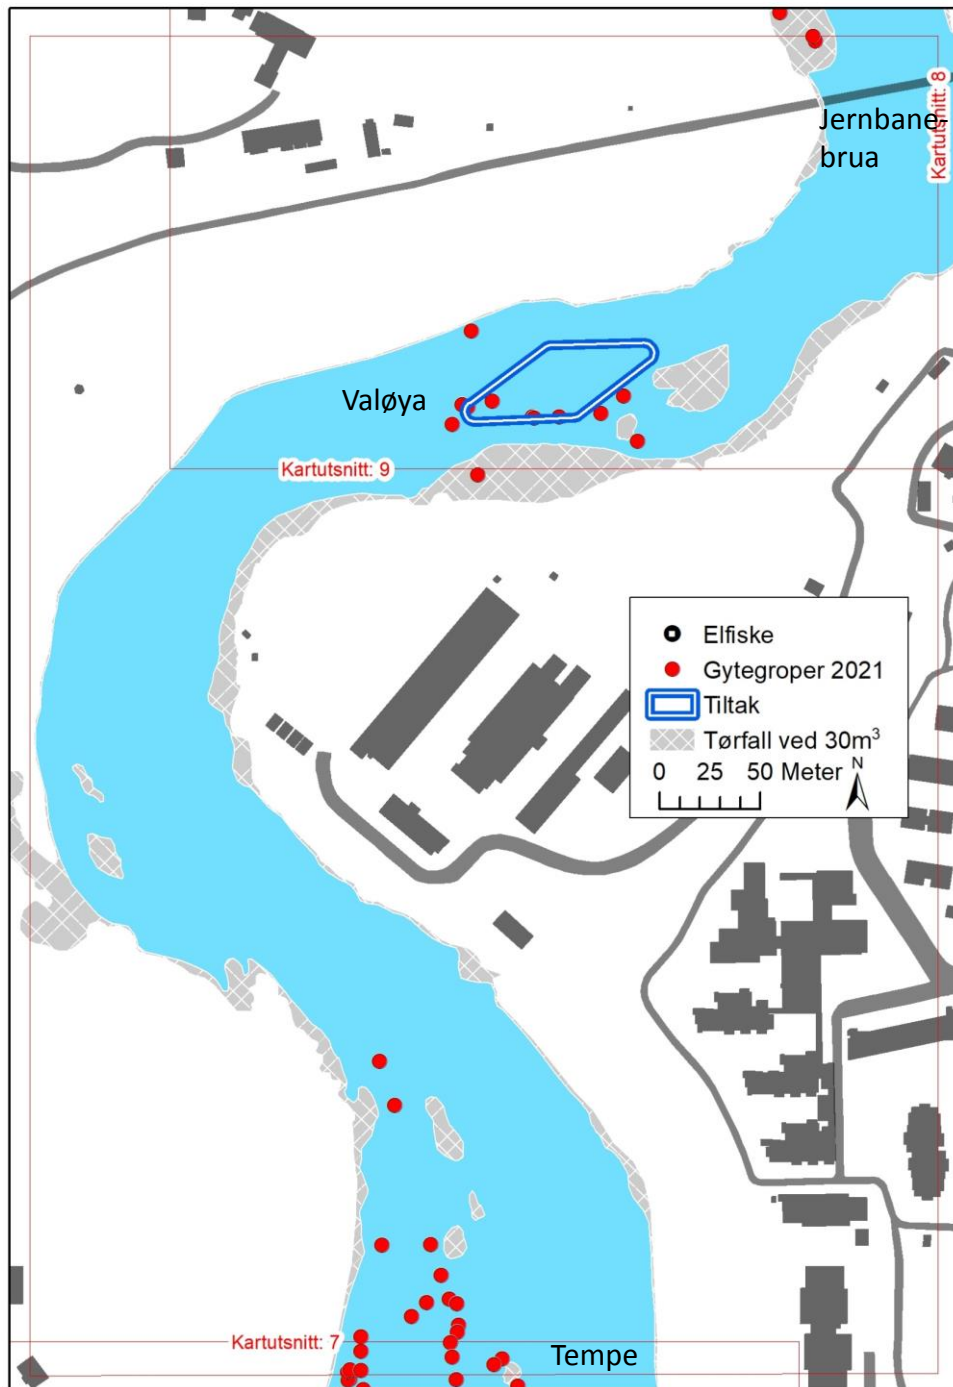 Jernbane-
brua
Kartutsnitt: 8
Valøya
Kartutsnitt: 9
Elfiske
Gytegroper 2021
Tiltak
Tørfall ved 30m³
0 25 50 Meter
N
Kartutsnitt: 7
Tempe